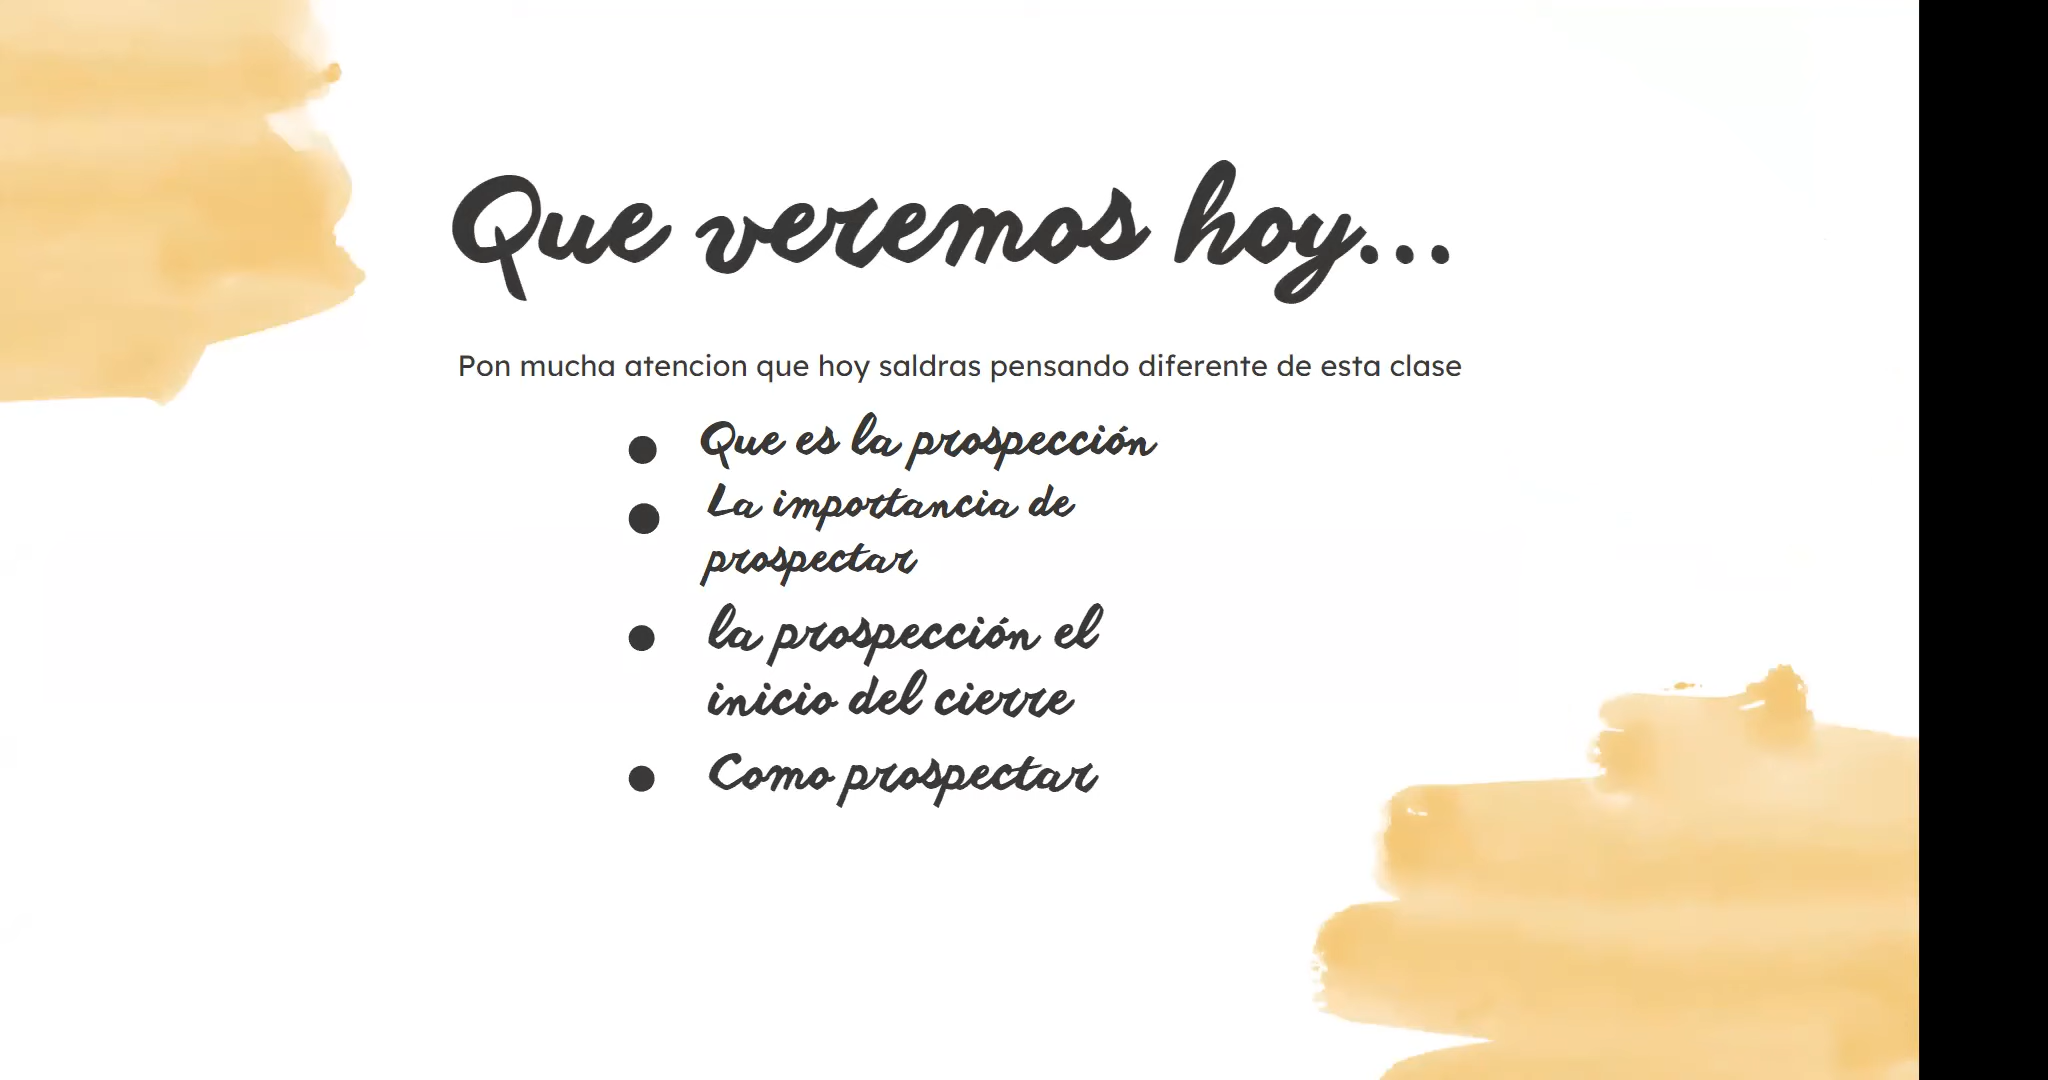 Que veremos hoy...
Pon mucha atencion que hoy saldras pensando diferente de esta clase
● Que es la prospección
● La importancia de
prospectar
● la prospección el
inicio del cierre
● Como prospectar